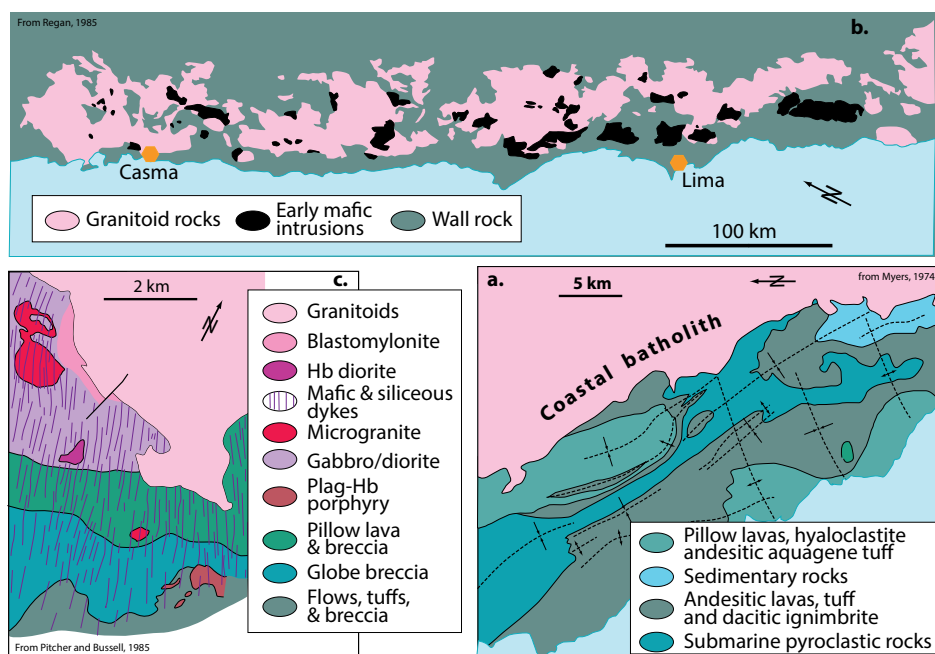 From Regan, 1985
b.
Casma
Lima
N
Granitoid rocks
Early mafic
intrusions
Wall rock
100 km
2 km
c.
N
Granitoids
Blastomylonite
Hb diorite
Mafic & siliceous
dykes
Microgranite
Gabbro/diorite
Plag-Hb
porphyry
Pillow lava
& breccia
Globe breccia
Flows, tuffs,
& breccia
From Pitcher and Bussell, 1985
a.
5 km
N
from Myers, 1974
Coastal batholith
Pillow lavas, hyaloclastite
andesitic aquagene tuff
Sedimentary rocks
Andesitic lavas, tuff
and dacitic ignimbrite
Submarine pyroclastic rocks